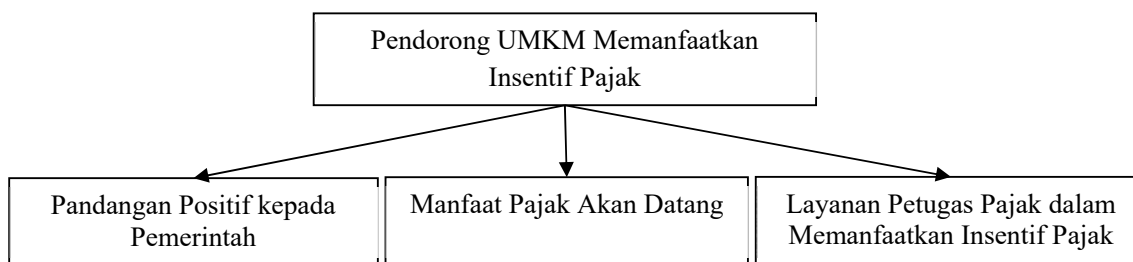 Pendorong UMKM Memanfaatkan
Insentif Pajak
Pandangan Positif kepada
Pemerintah
Manfaat Pajak Akan Datang
Layanan Petugas Pajak dalam
Memanfaatkan Insentif Pajak